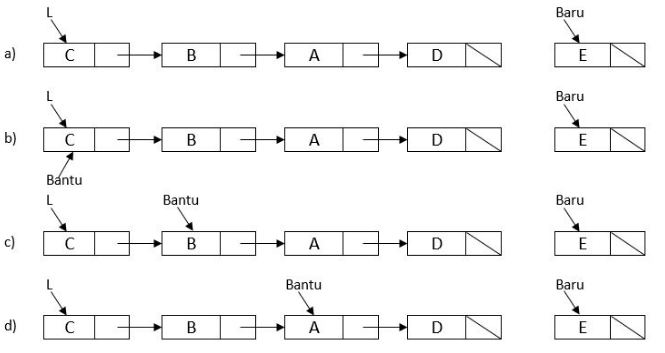 L Baru
a) C B A D E
L Baru
b) C B A D E
Bantu
L Bantu Baru
c) C B A D E
L Bantu Baru
d) C B A D E